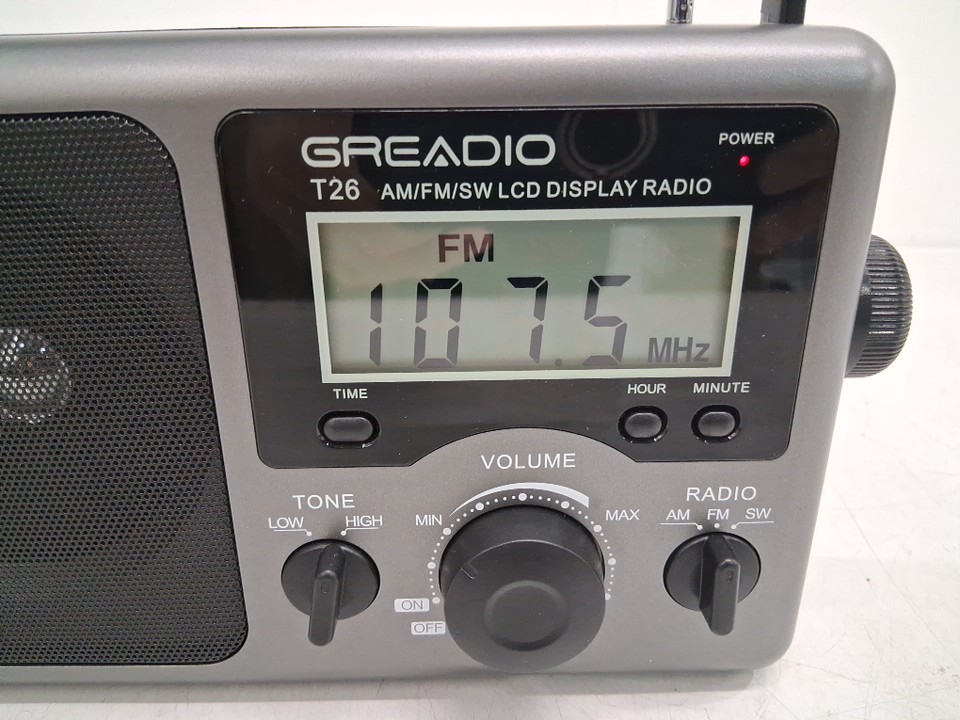 GREADIO
POWER
T26 AM/FM/SW LCD DISPLAY RADIO
FM
107.5 MHz
TIME
HOUR
MINUTE
VOLUME
TONE
LOW
HIGH
MIN
MAX
ON
OFF
RADIO
AM
FM
SW